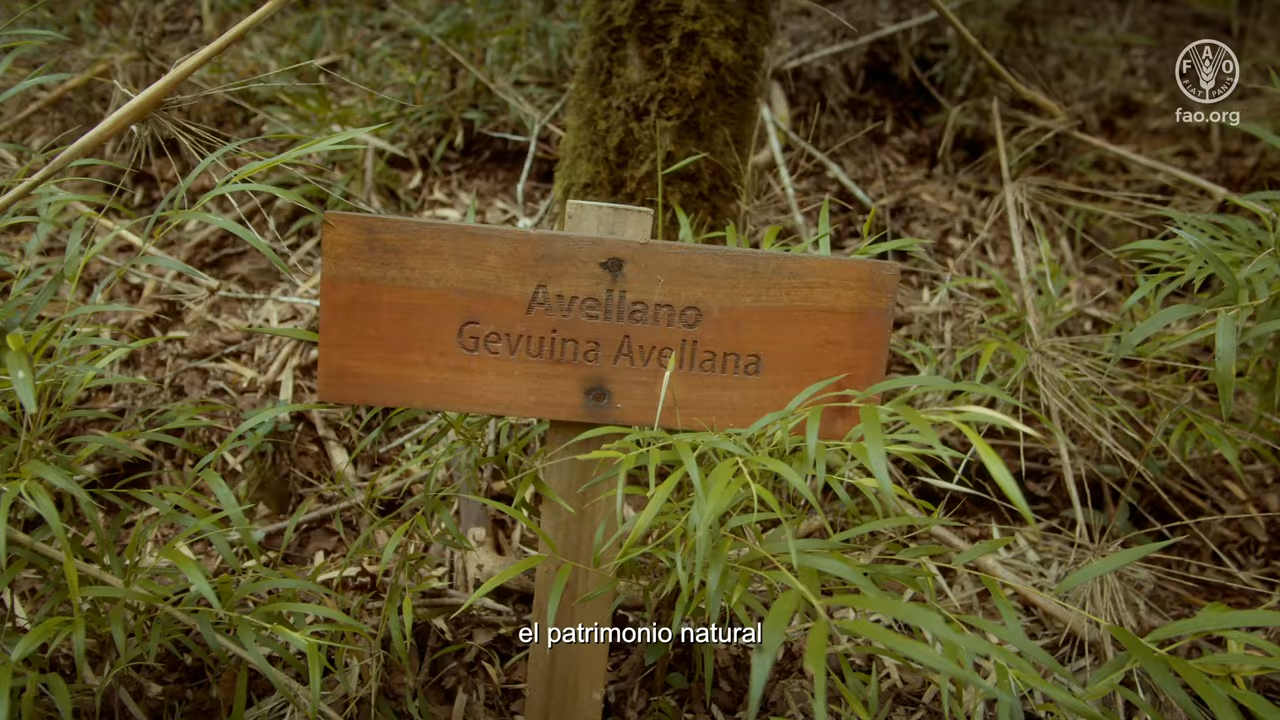 FAO
FIAT PANIS
fao.org
Avellano
Gevuina Avellana
el patrimonio natural